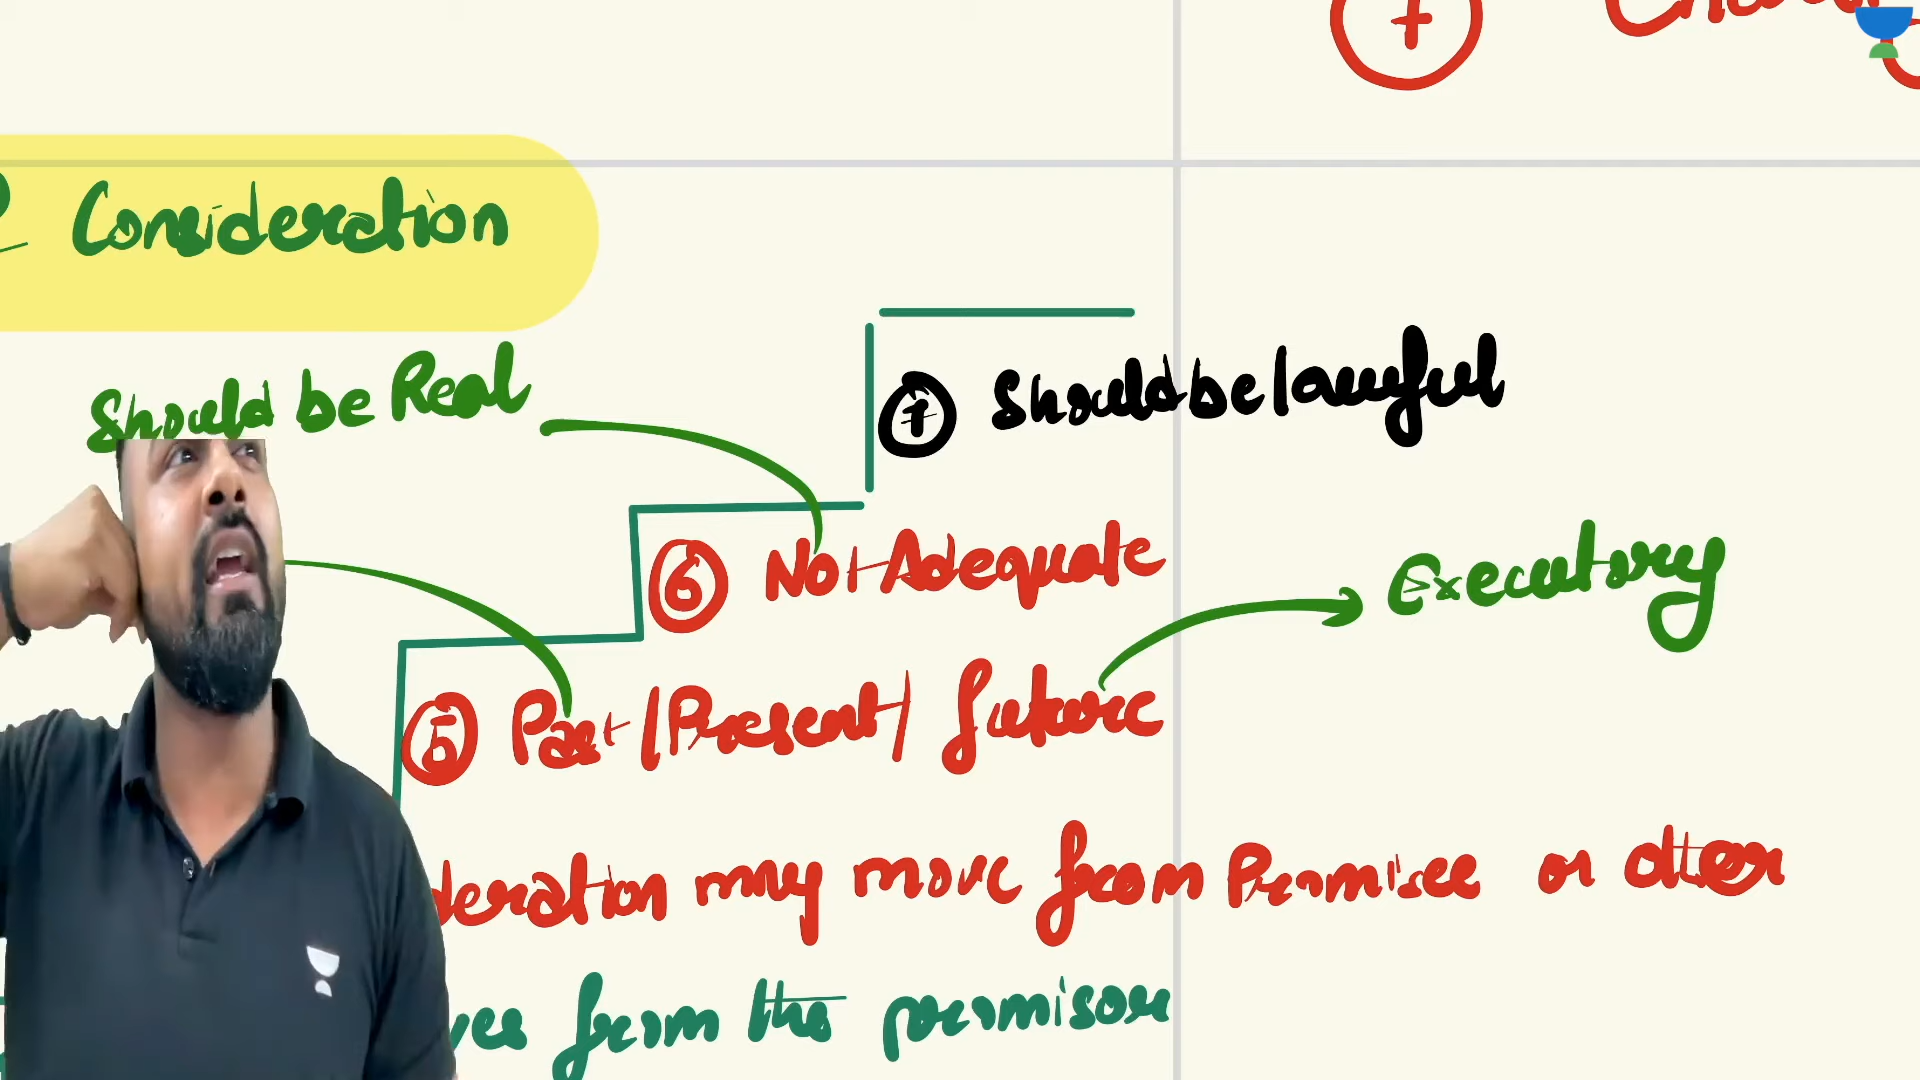 7
Consideration
Should be Real
7 Should be lawful
6 Not Adequate
Executory
5 Past / Present / future
deration may move from Promisee or other
ves from the promisor